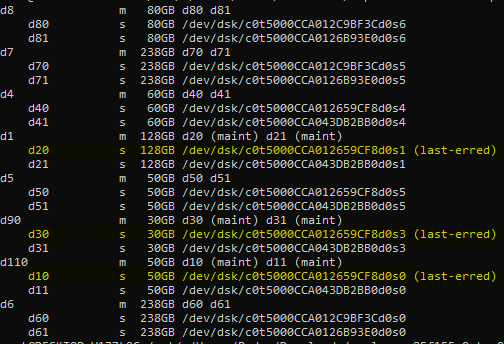 d8 m 80GB d80 d81
d80 s 80GB /dev/dsk/c0t5000CCA012C9BF3Cd0s6
d81 s 80GB /dev/dsk/c0t5000CCA0126B93E0d0s6
d7 m 238GB d70 d71
d70 s 238GB /dev/dsk/c0t5000CCA012C9BF3Cd0s5
d71 s 238GB /dev/dsk/c0t5000CCA0126B93E0d0s5
d4 m 60GB d40 d41
d40 s 60GB /dev/dsk/c0t5000CCA012659CF8d0s4
d41 s 60GB /dev/dsk/c0t5000CCA043DB2BB0d0s4
d1 m 128GB d20 (maint) d21 (maint)
d20 s 128GB /dev/dsk/c0t5000CCA012659CF8d0s1 (last-erred)
d21 s 128GB /dev/dsk/c0t5000CCA043DB2BB0d0s1
d5 m 50GB d50 d51
d50 s 50GB /dev/dsk/c0t5000CCA012659CF8d0s5
d51 s 50GB /dev/dsk/c0t5000CCA043DB2BB0d0s5
d90 m 30GB d30 (maint) d31 (maint)
d30 s 30GB /dev/dsk/c0t5000CCA012659CF8d0s3 (last-erred)
d31 s 30GB /dev/dsk/c0t5000CCA043DB2BB0d0s3
d110 m 50GB d10 (maint) d11 (maint)
d10 s 50GB /dev/dsk/c0t5000CCA012659CF8d0s0 (last-erred)
d11 s 50GB /dev/dsk/c0t5000CCA043DB2BB0d0s0
d6 m 238GB d60 d61
d60 s 238GB /dev/dsk/c0t5000CCA012C9BF3Cd0s0
d61 s 238GB /dev/dsk/c0t5000CCA0126B93E0d0s0